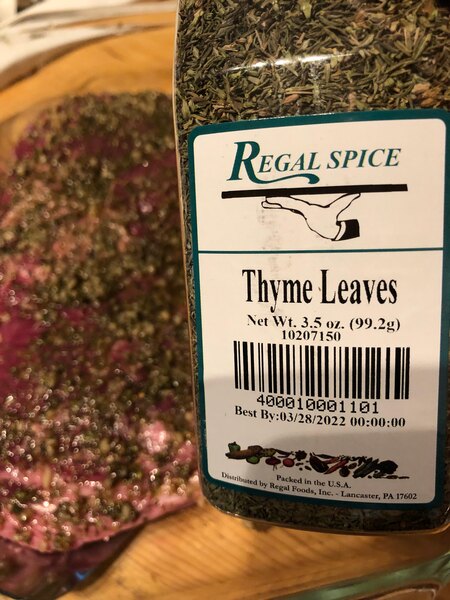 REGAL SPICE
Thyme Leaves
Net Wt. 3.5 oz. (99.2g)
10207150
400010001101
Best By:03/28/2022 00:00:00
Packed in the U.S.A.
Distributed by Regal Foods, Inc. - Lancaster, PA 17602